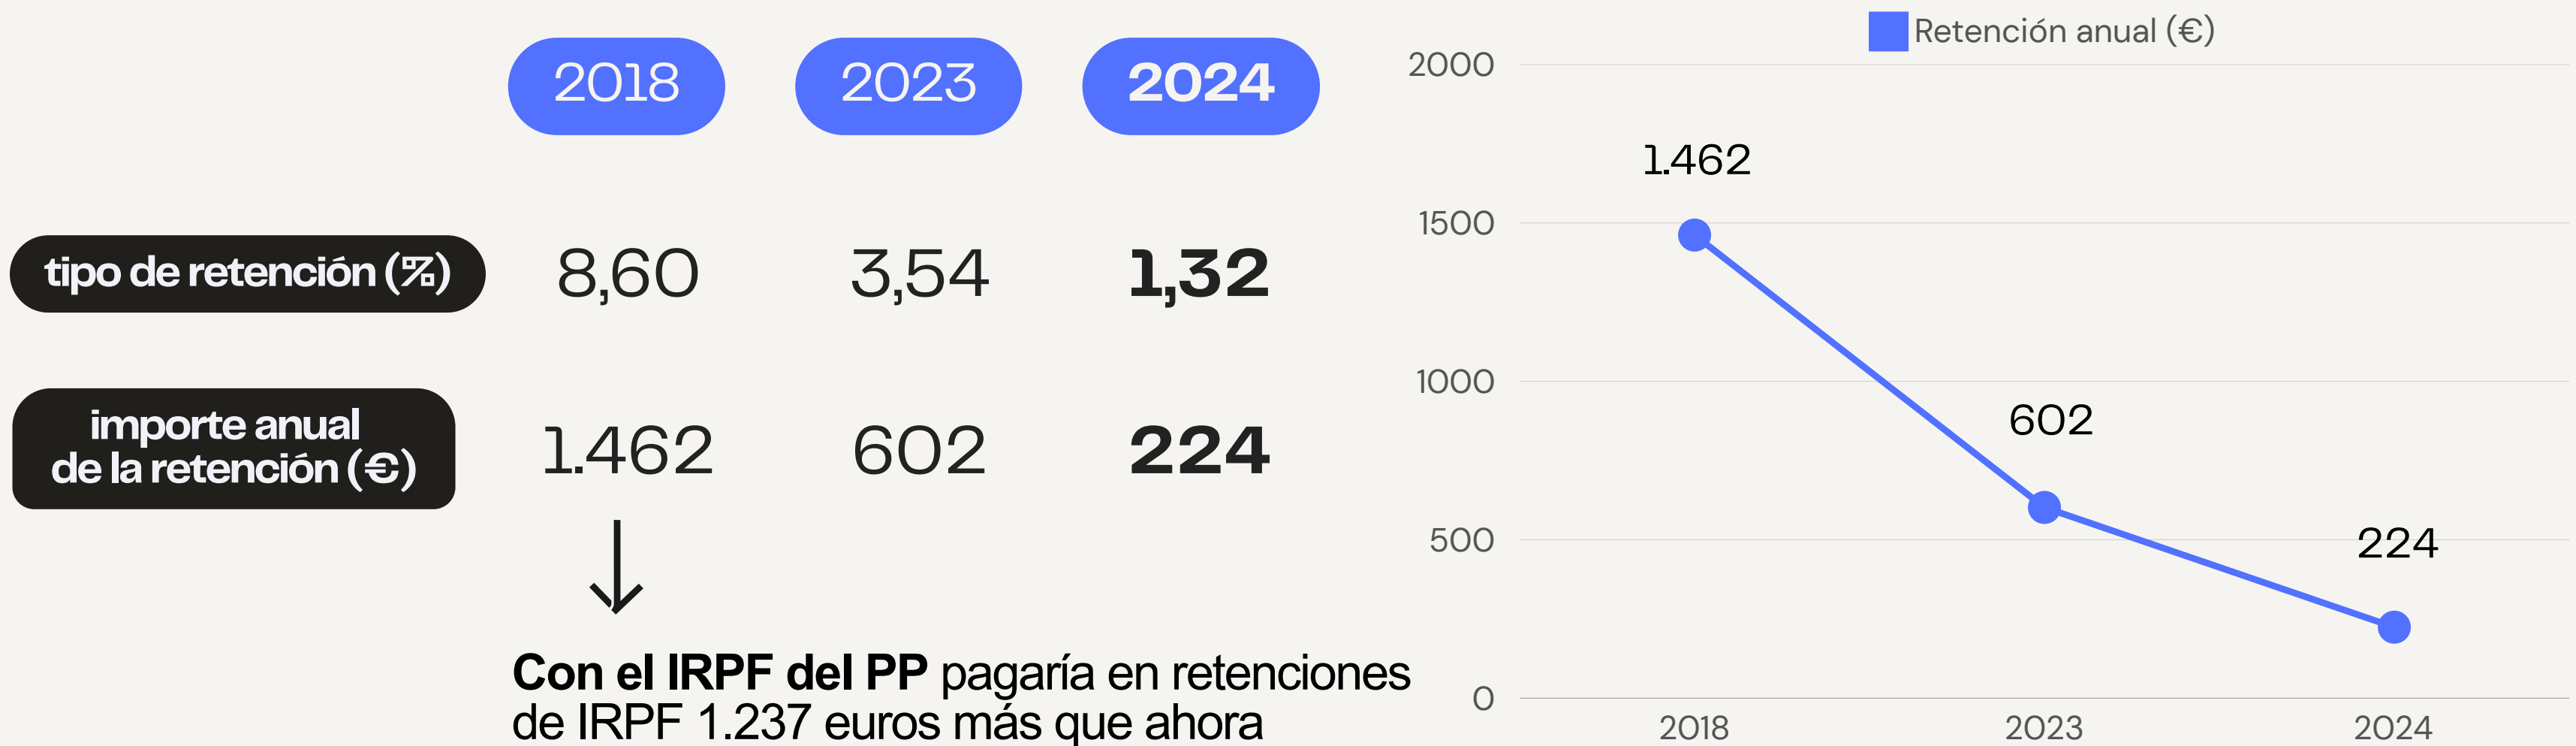 2018 2023 2024
tipo de retención (%) 8,60 3,54 1,32
importe anual
de la retención (€) 1.462 602 224
Con el IRPF del PP pagaría en retenciones
de IRPF 1.237 euros más que ahora
Retención anual (€)
2000
1500
1000
500
0
1.462
602
224
2018 2023 2024